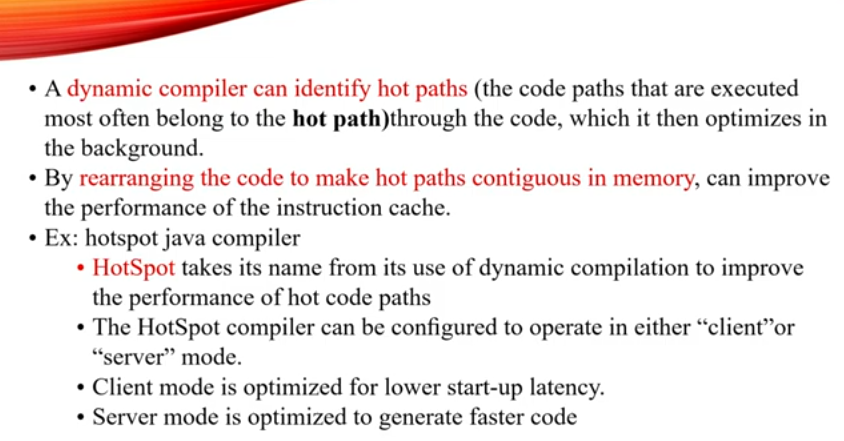 • A dynamic compiler can identify hot paths (the code paths that are executed
most often belong to the hot path)through the code, which it then optimizes in
the background.
• By rearranging the code to make hot paths contiguous in memory, can improve
the performance of the instruction cache.
• Ex: hotspot java compiler
• HotSpot takes its name from its use of dynamic compilation to improve
the performance of hot code paths
• The HotSpot compiler can be configured to operate in either “client”or
“server” mode.
• Client mode is optimized for lower start-up latency.
• Server mode is optimized to generate faster code